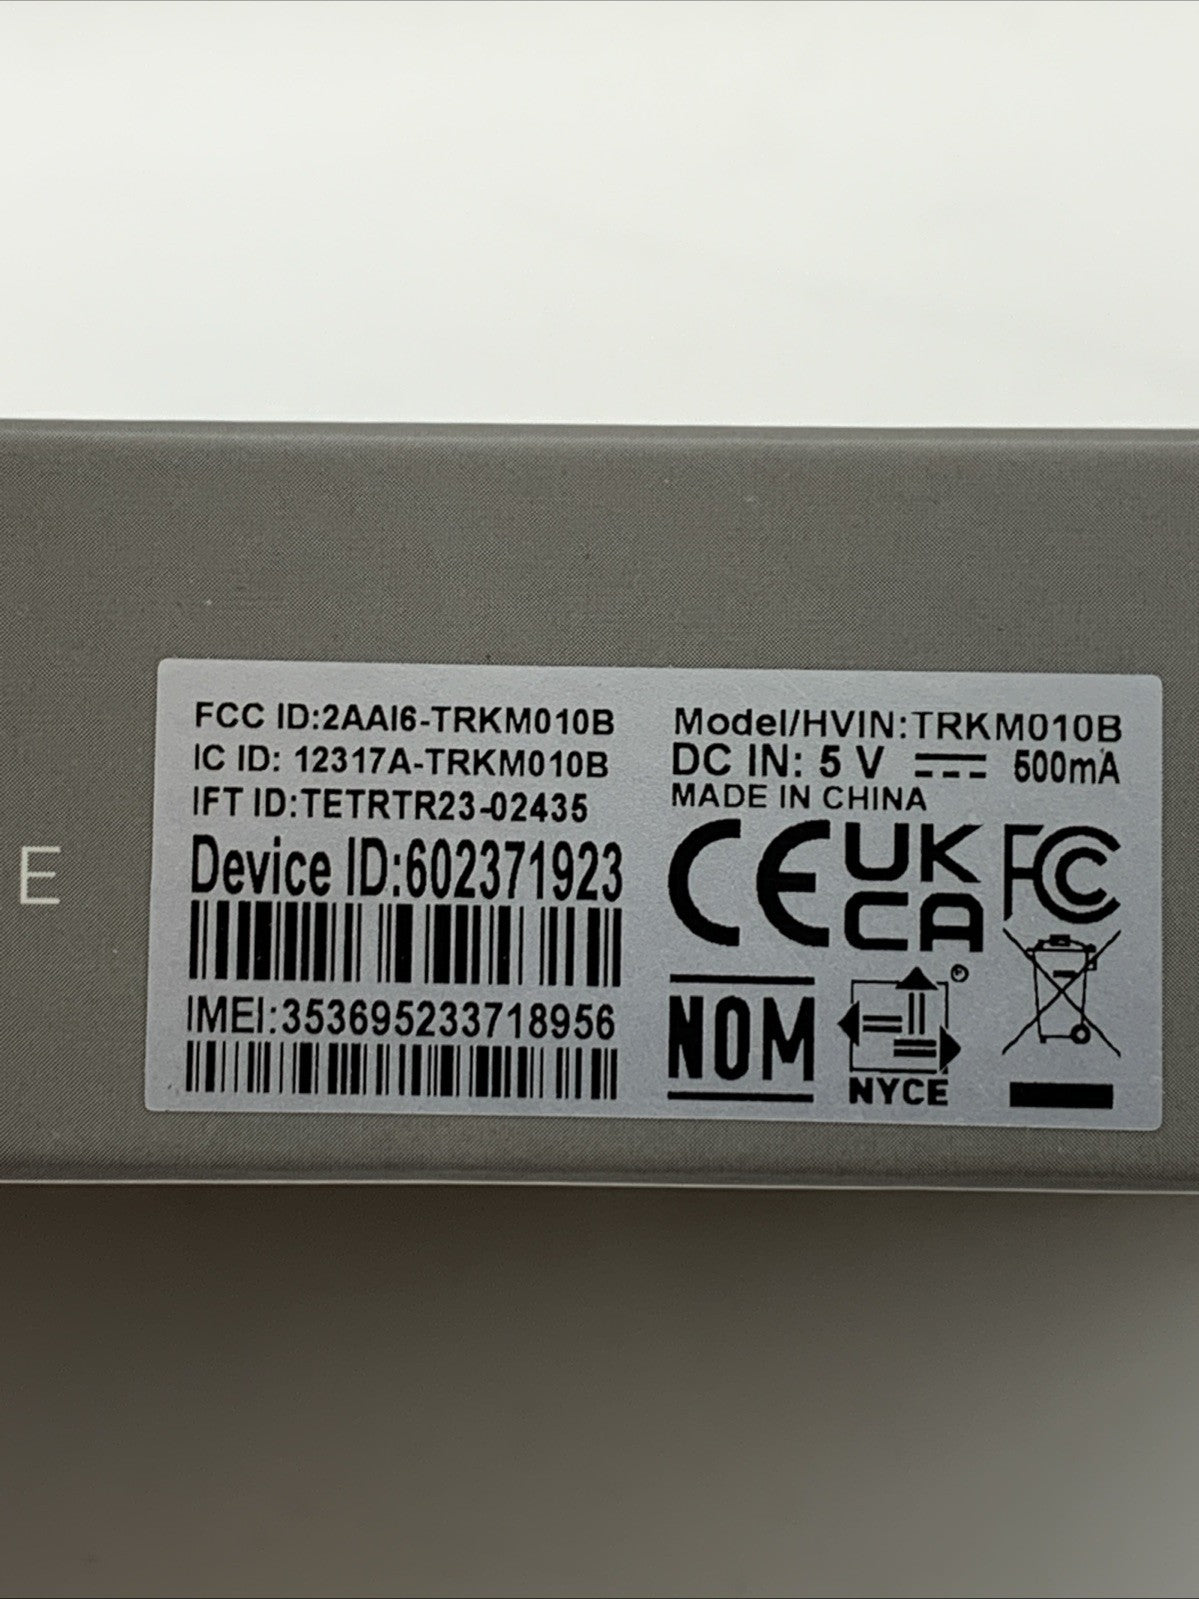 E
FCC ID:2AAI6-TRKM010B
IC ID: 12317A-TRKM010B
IFT ID:TETRTR23-02435
Device ID:602371923
IMEI:353695233718956
Model/HVIN:TRKM010B
DC IN: 5 V ⎓ 500mA
MADE IN CHINA
CE UK CA FC
NOM
NYCE